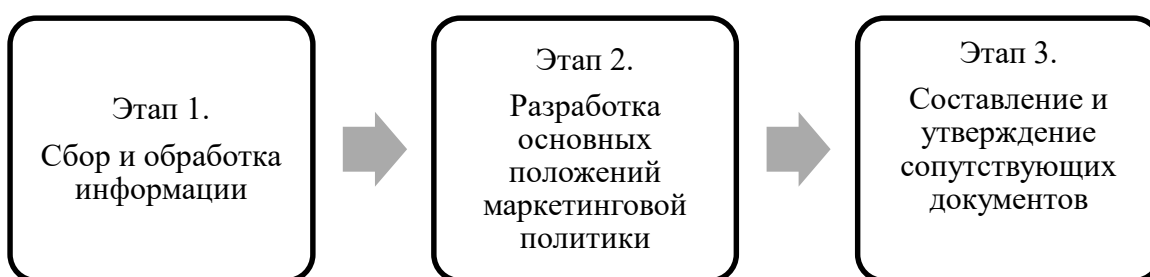 Этап 1.
Сбор и обработка
информации
Этап 2.
Разработка
основных
положений
маркетинговой
политики
Этап 3.
Составление и
утверждение
сопутствующих
документов